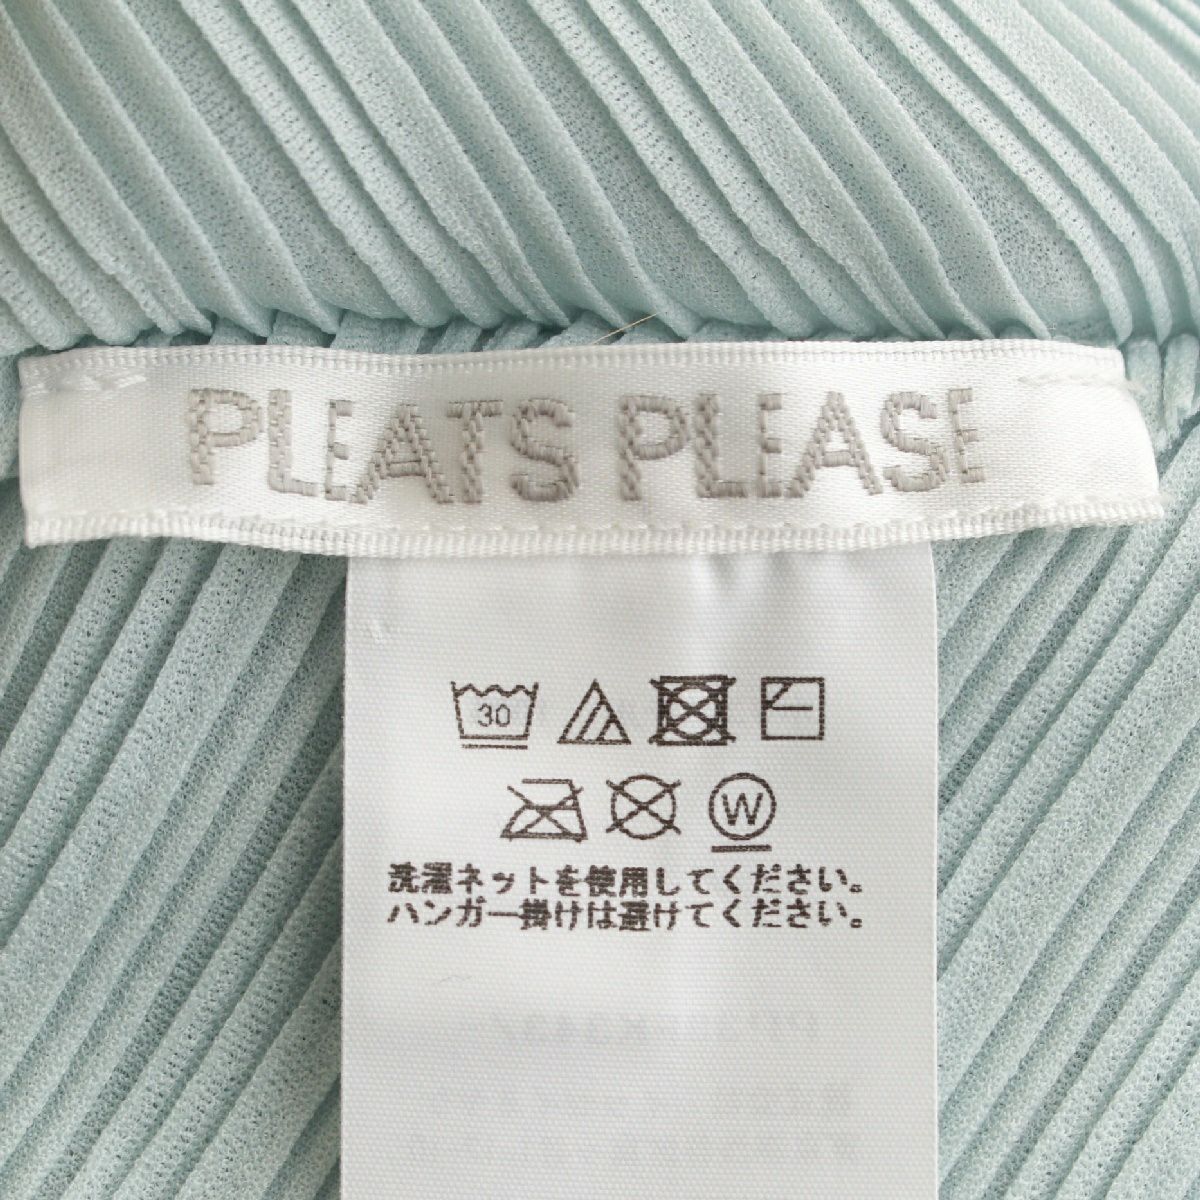 PLEATS PLEASE
30
W
洗濯ネットを使用してください。
ハンガー掛けは避けてください。